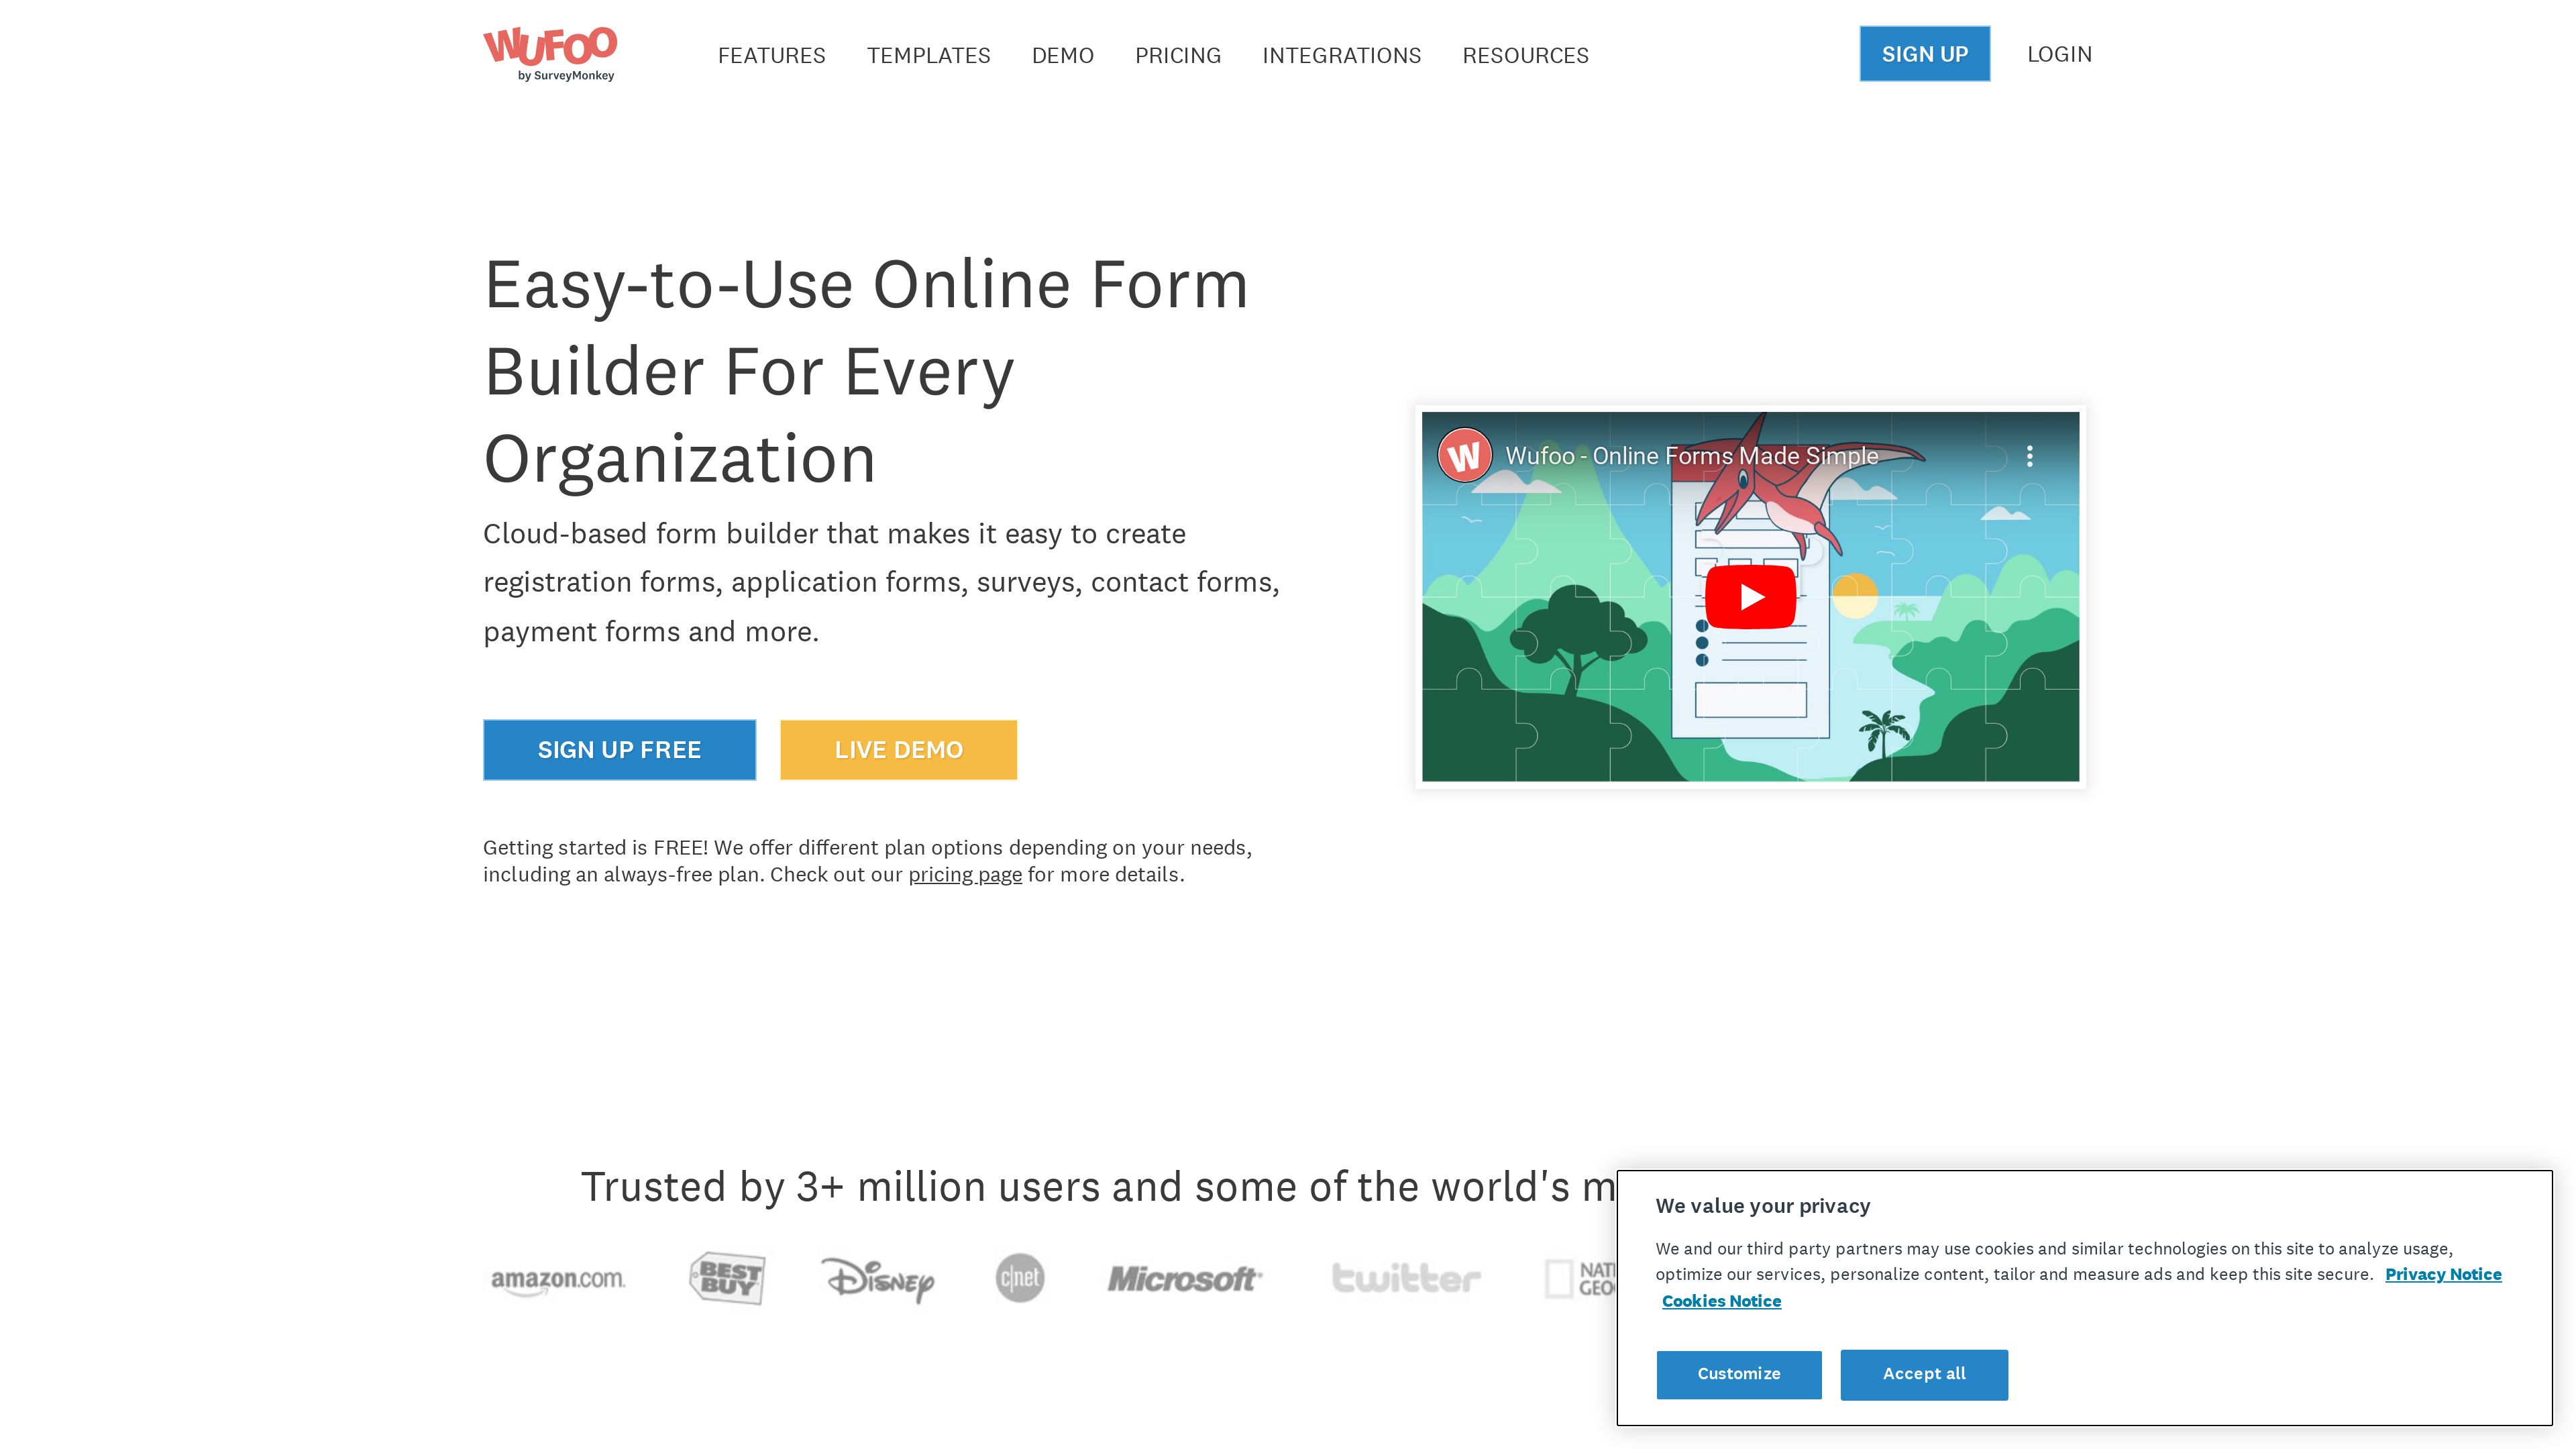 WUFOO
by SurveyMonkey
FEATURES TEMPLATES DEMO PRICING INTEGRATIONS RESOURCES SIGN UP LOGIN
Easy-to-Use Online Form
Builder For Every
Organization
Cloud-based form builder that makes it easy to create
registration forms, application forms, surveys, contact forms,
payment forms and more.
SIGN UP FREE LIVE DEMO
Getting started is FREE! We offer different plan options depending on your needs,
including an always-free plan. Check out our pricing page for more details.
W Wufoo - Online Forms Made Simple
Trusted by 3+ million users and some of the world's m
amazon.com. BEST BUY Disney c|net Microsoft twitter
We value your privacy
We and our third party partners may use cookies and similar technologies on this site to analyze usage,
optimize our services, personalize content, tailor and measure ads and keep this site secure. Privacy Notice
Cookies Notice
Customize Accept all